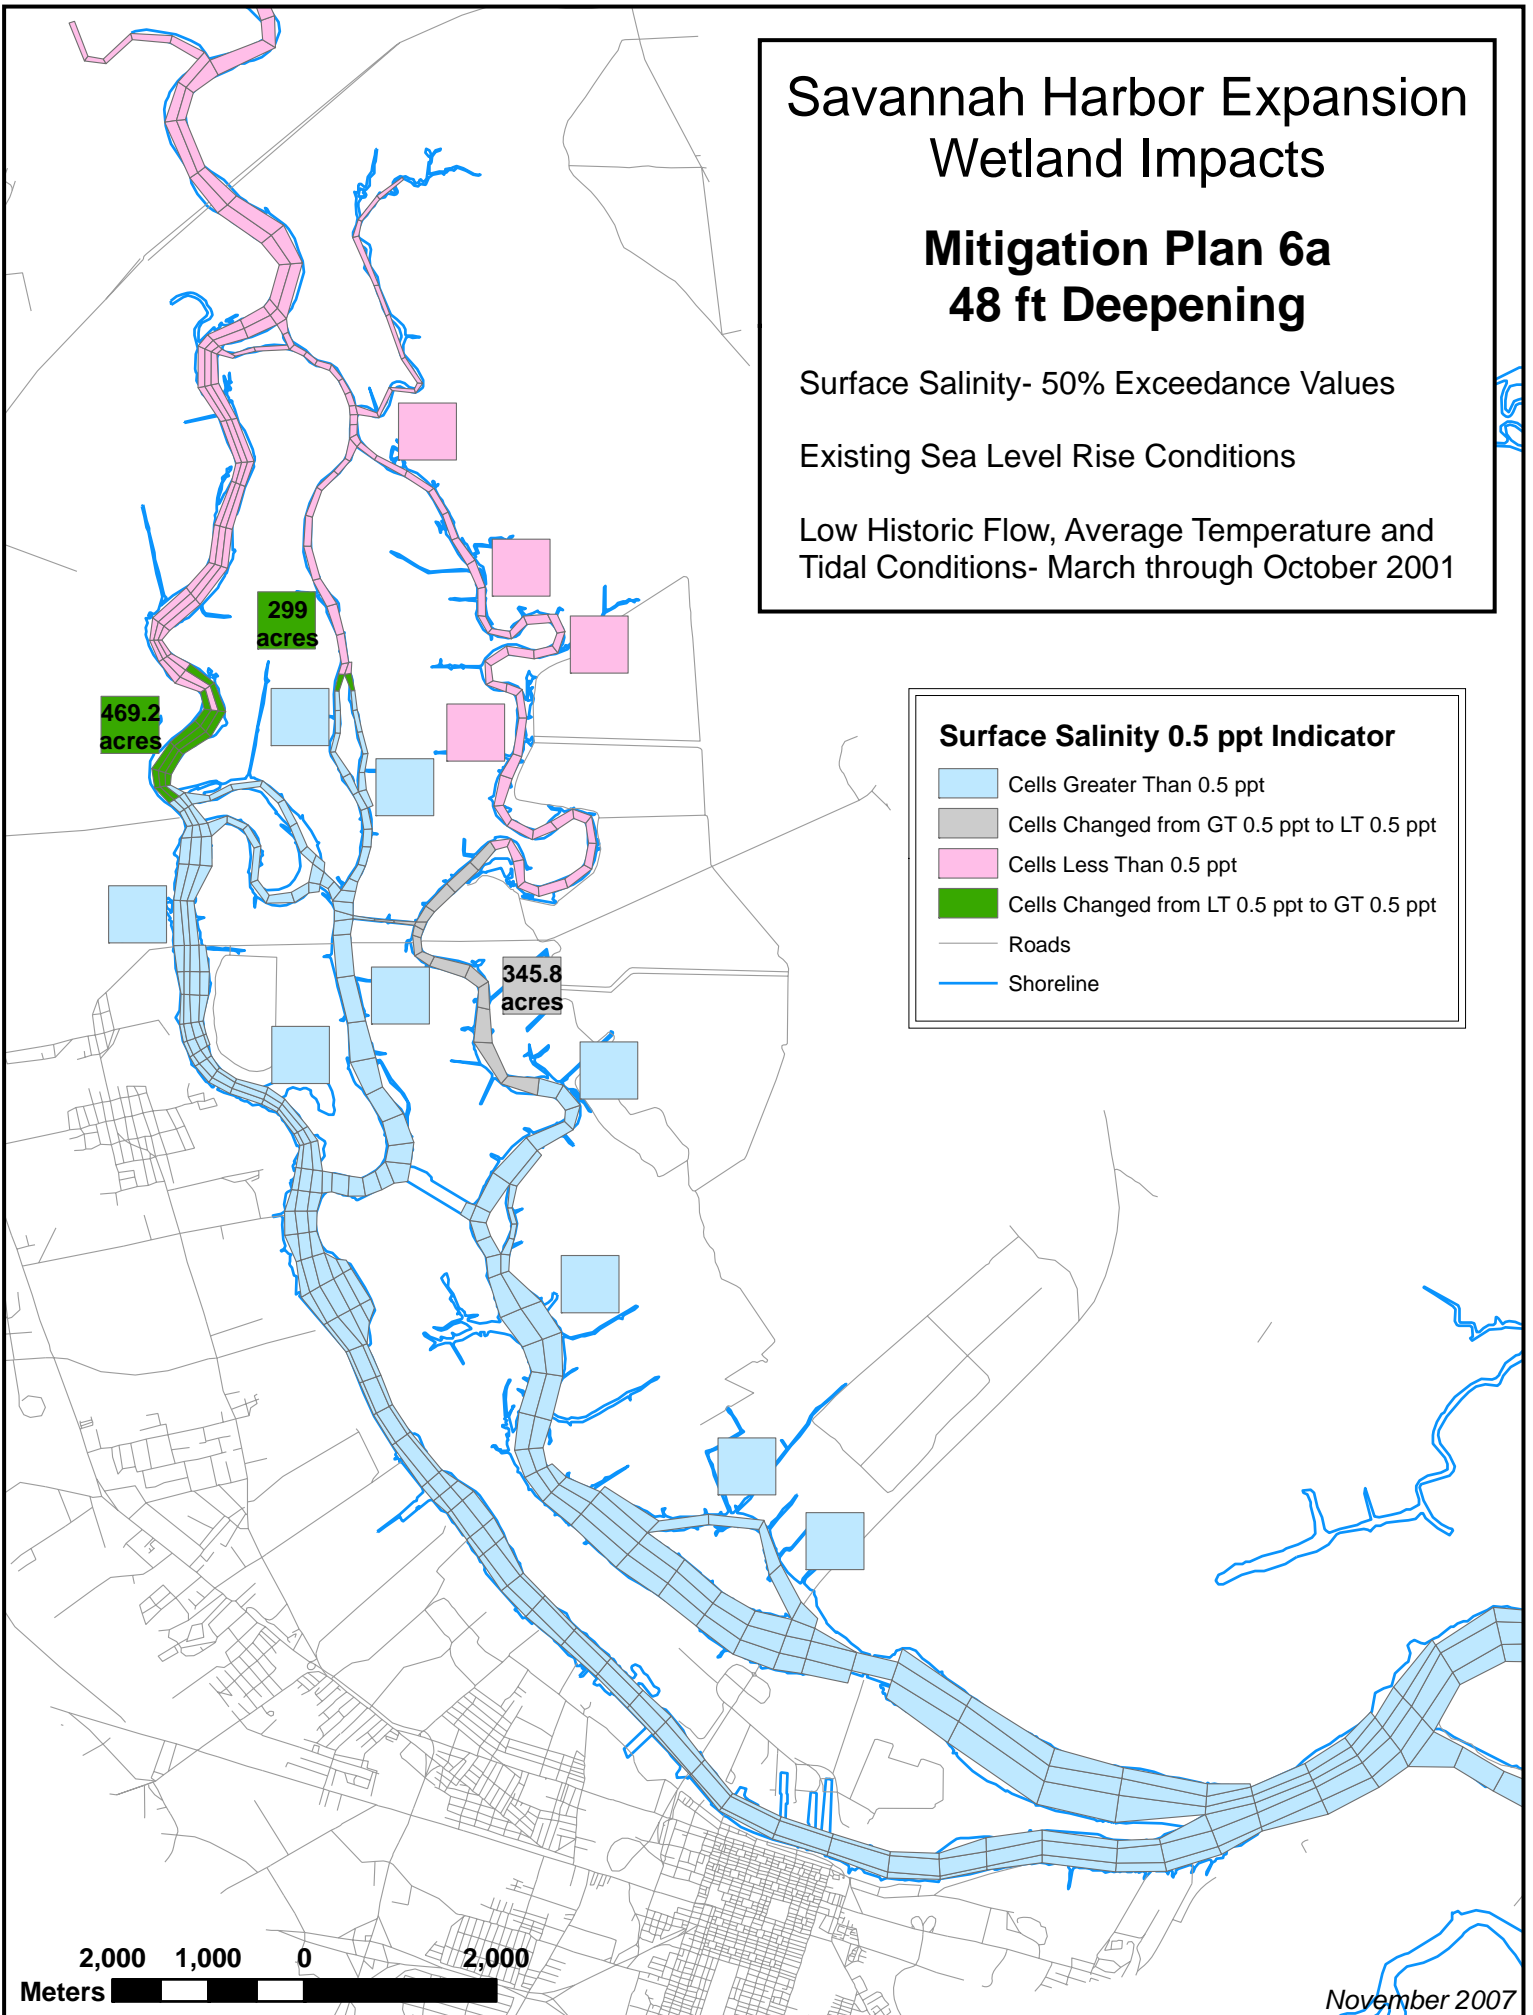 Savannah Harbor Expansion
Wetland Impacts
Mitigation Plan 6a
48 ft Deepening
Surface Salinity- 50% Exceedance Values
Existing Sea Level Rise Conditions
Low Historic Flow, Average Temperature and
Tidal Conditions- March through October 2001
299
acres
469.2
acres
345.8
acres
Surface Salinity 0.5 ppt Indicator
Cells Greater Than 0.5 ppt
Cells Changed from GT 0.5 ppt to LT 0.5 ppt
Cells Less Than 0.5 ppt
Cells Changed from LT 0.5 ppt to GT 0.5 ppt
Roads
Shoreline
2,000 1,000 0 2,000
Meters
November 2007